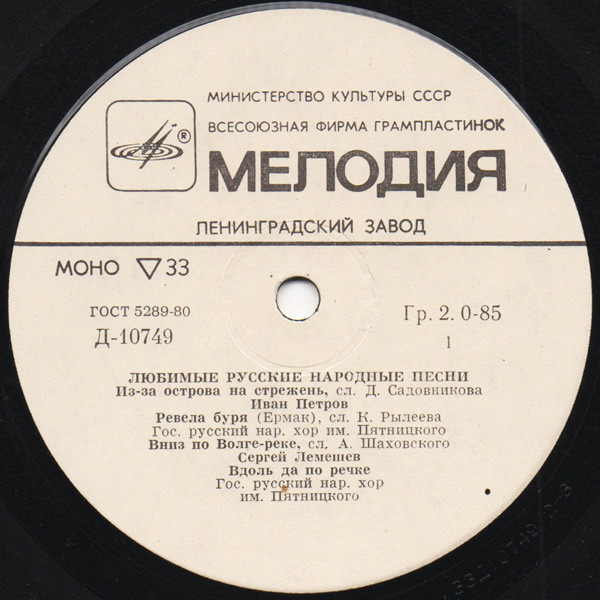 МИНИСТЕРСТВО КУЛЬТУРЫ СССР
ВСЕСОЮЗНАЯ ФИРМА ГРАМПЛАСТИНОК
®
МЕЛОДИЯ
ЛЕНИНГРАДСКИЙ ЗАВОД
МОНО ▽ 33
ГОСТ 5289-80
Д-10749
Гр. 2. 0-85
1
ЛЮБИМЫЕ РУССКИЕ НАРОДНЫЕ ПЕСНИ
Из-за острова на стрежень, сл. Д. Садовникова
Иван Петров
Ревела буря (Ермак), сл. К. Рылеева
Гос. русский нар. хор им. Пятницкого
Вниз по Волге-реке, сл. А. Шаховского
Сергей Лемешев
Вдоль да по речке
Гос. русский нар. хор
им. Пятницкого